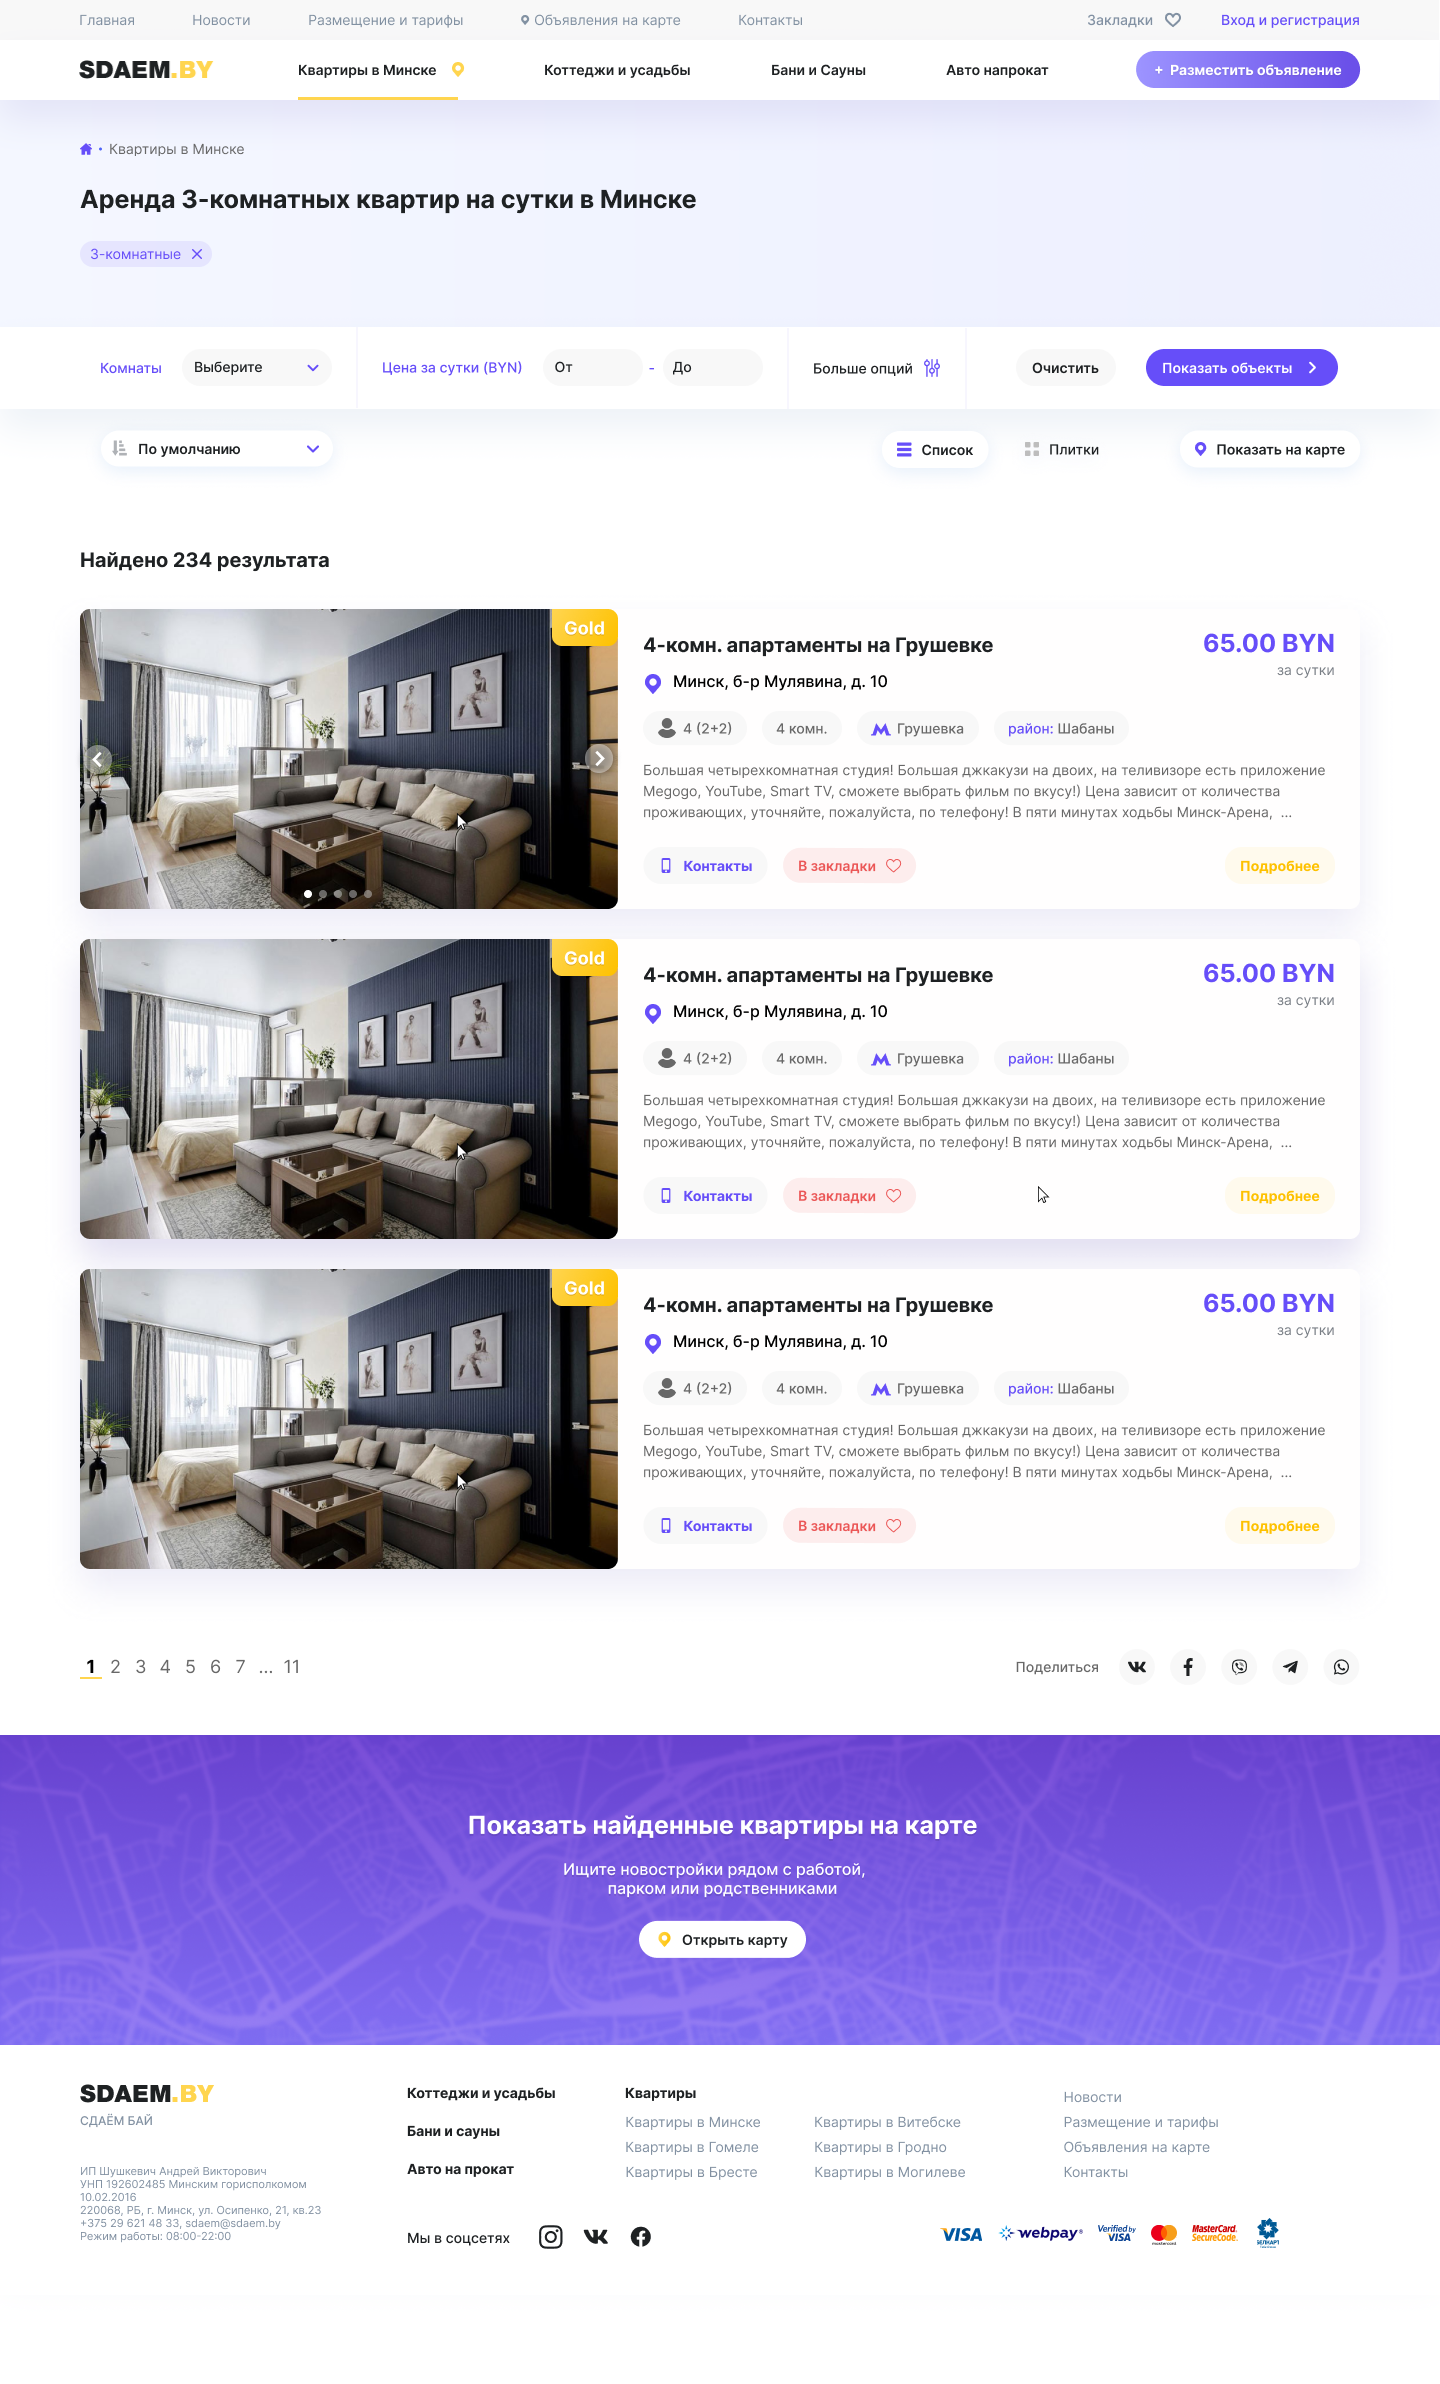 Главная
Новости
Размещение и тарифы
Объявления на карте
Контакты
Закладки
Вход и регистрация
SDAEM.BY
Квартиры в Минске
Коттеджи и усадьбы
Бани и Сауны
Авто напрокат
+ Разместить объявление
Квартиры в Минске
Аренда 3-комнатных квартир на сутки в Минске
3-комнатные
Комнаты
Выберите
Цена за сутки (BYN)
От
-
До
Больше опций
Очистить
Показать объекты
По умолчанию
Список
Плитки
Показать на карте
Найдено 234 результата
Gold
4-комн. апартаменты на Грушевке
65.00 BYN
за сутки
Минск, б-р Мулявина, д. 10
4 (2+2)
4 комн.
Грушевка
район: Шабаны
Большая четырехкомнатная студия! Большая джкакузи на двоих, на теливизоре есть приложение
Megogo, YouTube, Smart TV, сможете выбрать фильм по вкусу!) Цена зависит от количества
проживающих, уточняйте, пожалуйста, по телефону! В пяти минутах ходьбы Минск-Арена, ...
Контакты
В закладки
Подробнее
Gold
4-комн. апартаменты на Грушевке
65.00 BYN
за сутки
Минск, б-р Мулявина, д. 10
4 (2+2)
4 комн.
Грушевка
район: Шабаны
Большая четырехкомнатная студия! Большая джкакузи на двоих, на теливизоре есть приложение
Megogo, YouTube, Smart TV, сможете выбрать фильм по вкусу!) Цена зависит от количества
проживающих, уточняйте, пожалуйста, по телефону! В пяти минутах ходьбы Минск-Арена, ...
Контакты
В закладки
Подробнее
Gold
4-комн. апартаменты на Грушевке
65.00 BYN
за сутки
Минск, б-р Мулявина, д. 10
4 (2+2)
4 комн.
Грушевка
район: Шабаны
Большая четырехкомнатная студия! Большая джкакузи на двоих, на теливизоре есть приложение
Megogo, YouTube, Smart TV, сможете выбрать фильм по вкусу!) Цена зависит от количества
проживающих, уточняйте, пожалуйста, по телефону! В пяти минутах ходьбы Минск-Арена, ...
Контакты
В закладки
Подробнее
1 2 3 4 5 6 7 ... 11
Поделиться
Показать найденные квартиры на карте
Ищите новостройки рядом с работой,
парком или родственниками
Открыть карту
SDAEM.BY
СДАЁМ БАЙ
ИП Шушкевич Андрей Викторович
УНП 192602485 Минским горисполкомом
10.02.2016
220068, РБ, г. Минск, ул. Осипенко, 21, кв.23
+375 29 621 48 33, sdaem@sdaem.by
Режим работы: 08:00-22:00
Коттеджи и усадьбы
Бани и сауны
Авто на прокат
Квартиры
Квартиры в Минске
Квартиры в Гомеле
Квартиры в Бресте
Квартиры в Витебске
Квартиры в Гродно
Квартиры в Могилеве
Новости
Размещение и тарифы
Объявления на карте
Контакты
Мы в соцсетях
VISA
webpay®
Verified by
VISA
mastercard
MasterCard.
SecureCode.
БЕЛКАРТ